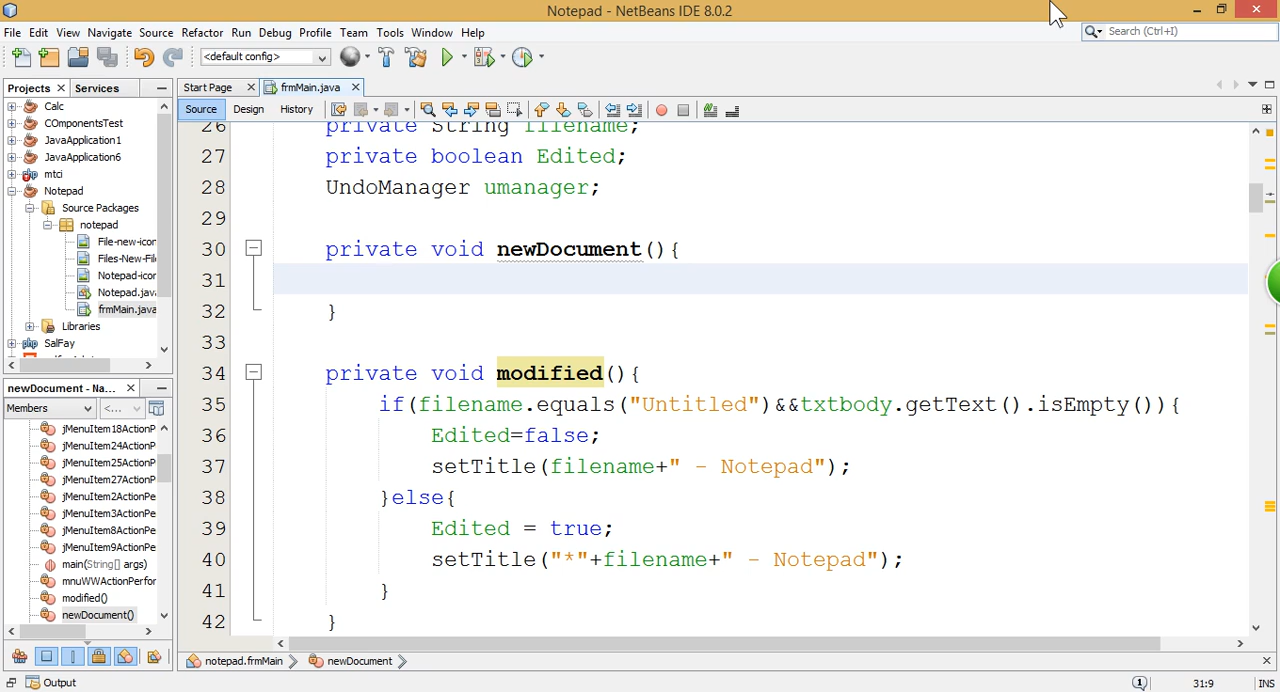 Notepad - NetBeans IDE 8.0.2
File Edit View Navigate Source Refactor Run Debug Profile Team Tools Window Help
Search (Ctrl+I)
<default config>
Projects Services
Start Page frmMain.java
Source Design History
Calc
COmponentsTest
JavaApplication1
JavaApplication6
mtci
Notepad
Source Packages
notepad
File-new-icon
Files-New-Fil
Notepad-icon
Notepad.jav
frmMain.java
Libraries
SalFay
newDocument - Na...
Members <...
jMenuItem18ActionP
jMenuItem24ActionP
jMenuItem25ActionP
jMenuItem27ActionP
jMenuItem2ActionPe
jMenuItem3ActionPe
jMenuItem8ActionPe
jMenuItem9ActionPe
main(String[] args)
mnuWWActionPerfor
modified()
newDocument()
26 private String filename;
27 private boolean Edited;
28 UndoManager umanager;
29
30 private void newDocument(){
31
32 }
33
34 private void modified(){
35 if(filename.equals("Untitled")&&txtbody.getText().isEmpty()){
36 Edited=false;
37 setTitle(filename+" - Notepad");
38 }else{
39 Edited = true;
40 setTitle("*"+filename+" - Notepad");
41 }
42 }
notepad.frmMain newDocument
Output
1 31:9 INS